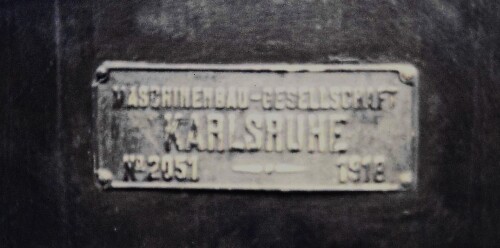 MASCHINENBAU-GESELLSCHAFT
KARLSRUHE
No 2051 1918